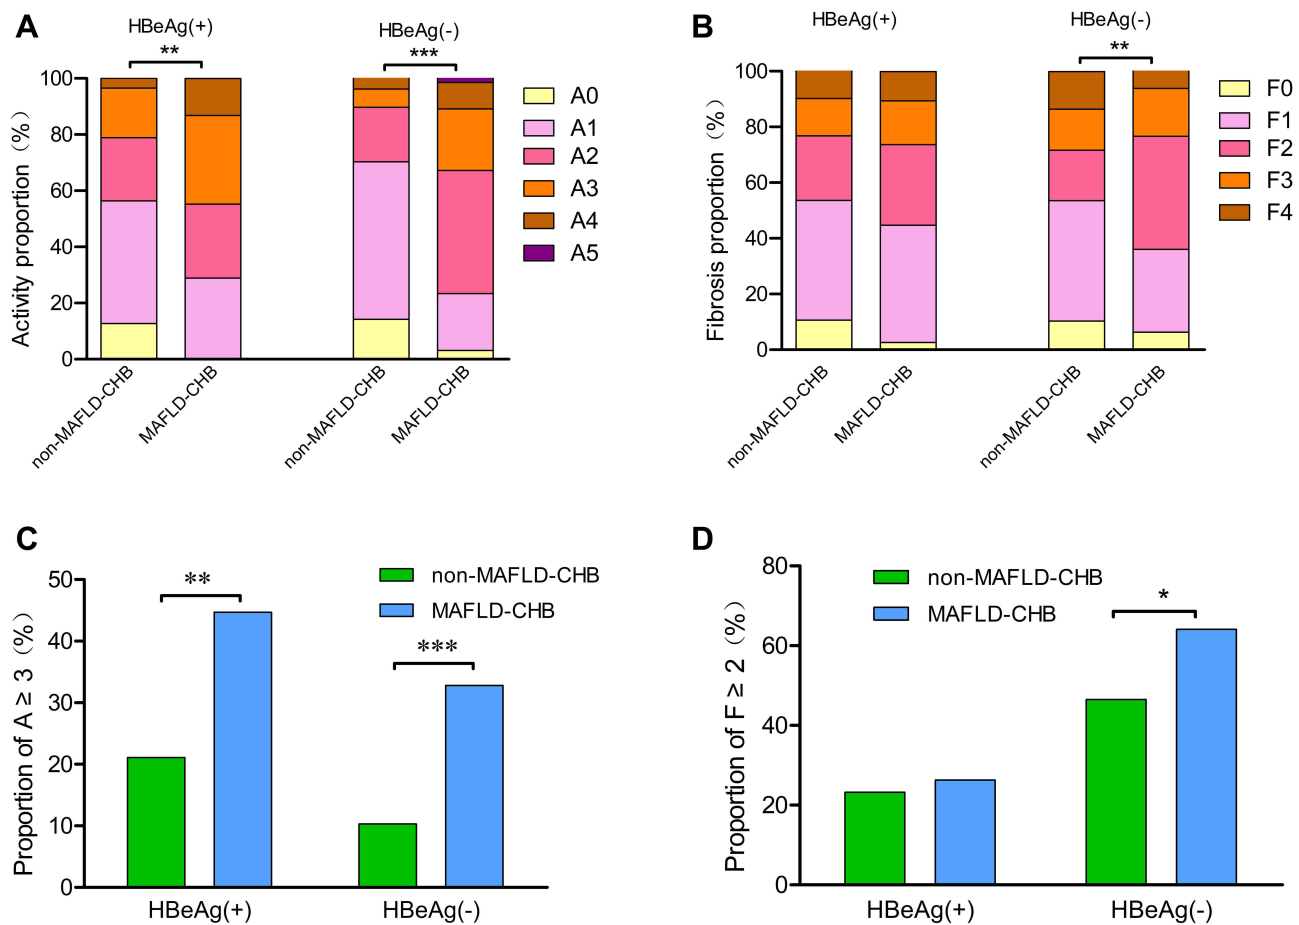 A
HBeAg(+)
HBeAg(-)
**
***
Activity proportion（%）
100
80
60
40
20
0
non-MAFLD-CHB
MAFLD-CHB
non-MAFLD-CHB
MAFLD-CHB
A0
A1
A2
A3
A4
A5
B
HBeAg(+)
HBeAg(-)
**
Fibrosis proportion（%）
100
80
60
40
20
0
non-MAFLD-CHB
MAFLD-CHB
non-MAFLD-CHB
MAFLD-CHB
F0
F1
F2
F3
F4
C
non-MAFLD-CHB
MAFLD-CHB
**
***
Proportion of A ≥ 3（%）
50
40
30
20
10
0
HBeAg(+)
HBeAg(-)
D
non-MAFLD-CHB
MAFLD-CHB
*
Proportion of F ≥ 2（%）
80
60
40
20
0
HBeAg(+)
HBeAg(-)